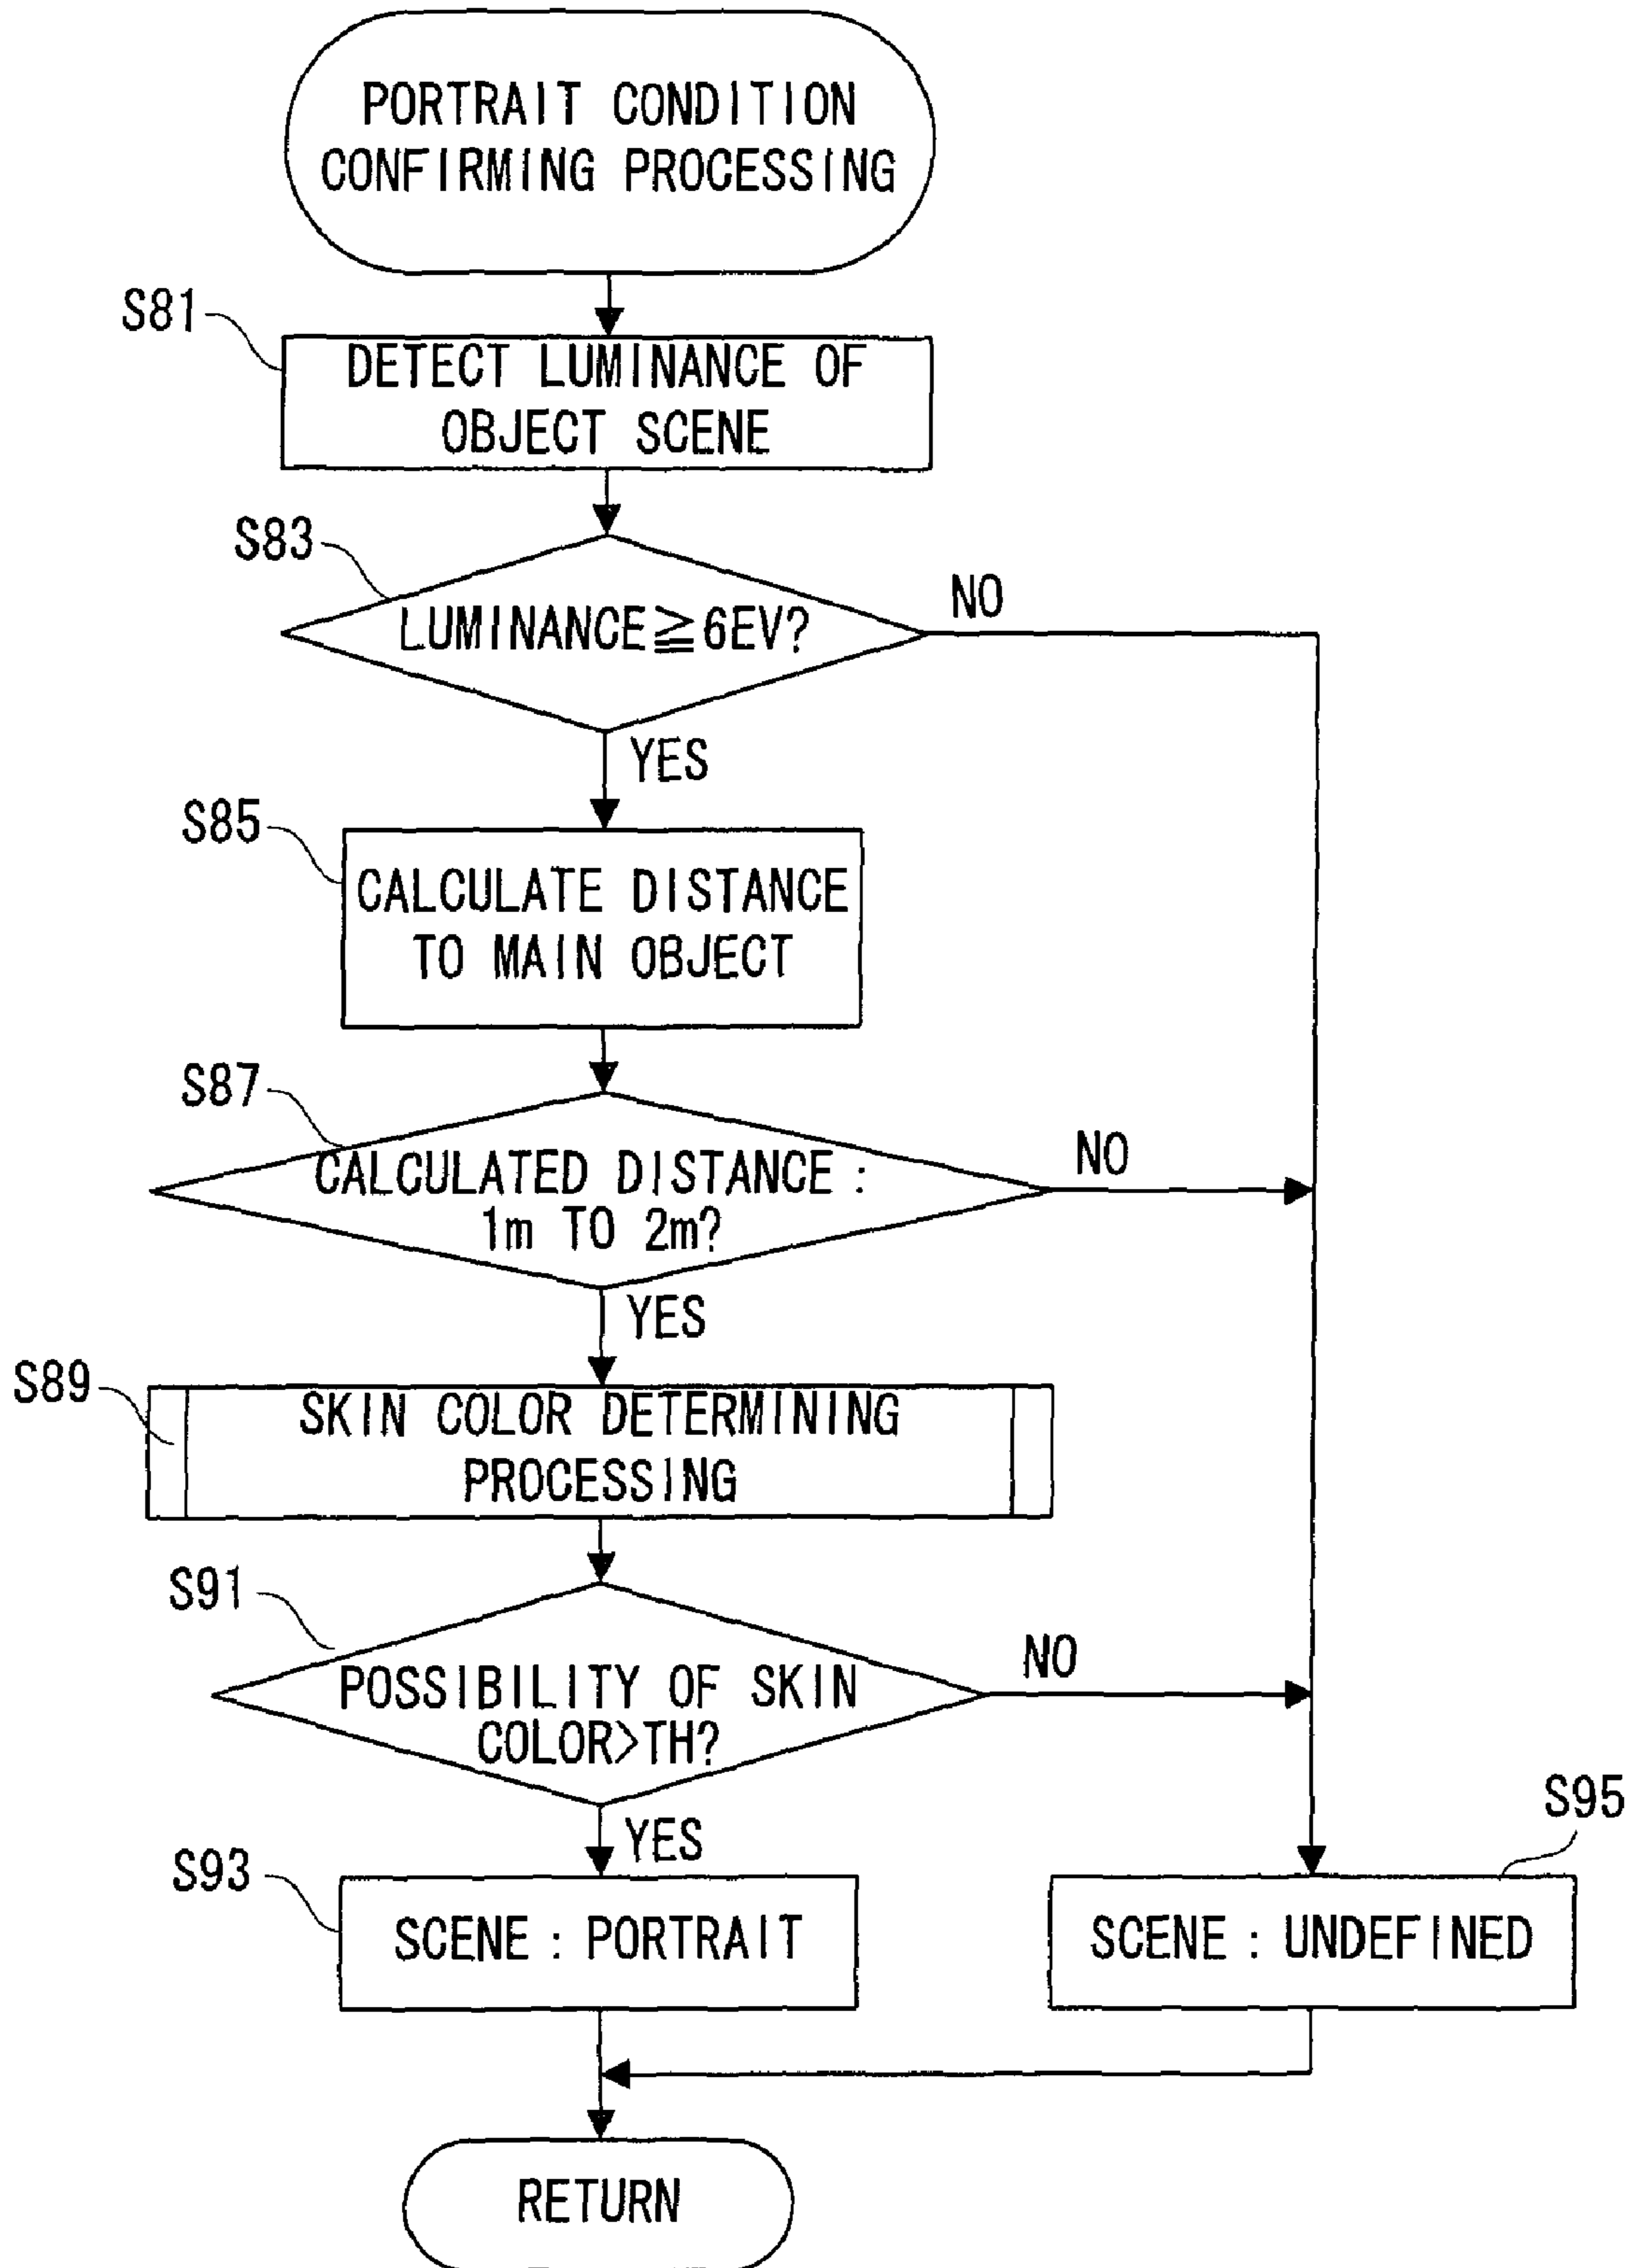 PORTRAIT CONDITION
CONFIRMING PROCESSING
S81
DETECT LUMINANCE OF
OBJECT SCENE
S83
LUMINANCE≧6EV?
NO
YES
S85
CALCULATE DISTANCE
TO MAIN OBJECT
S87
CALCULATED DISTANCE :
1m TO 2m?
NO
YES
S89
SKIN COLOR DETERMINING
PROCESSING
S91
POSSIBILITY OF SKIN
COLOR>TH?
NO
YES
S93
SCENE : PORTRAIT
S95
SCENE : UNDEFINED
RETURN